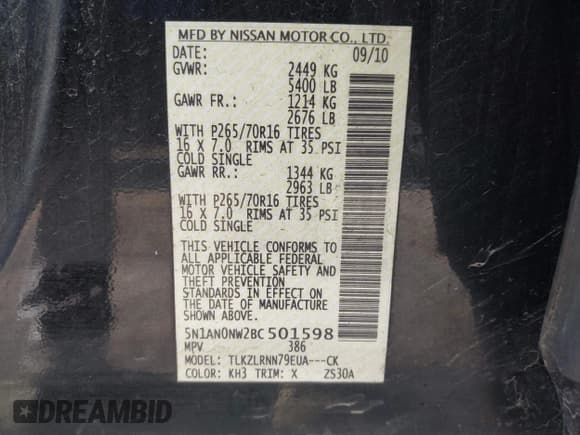 MFD BY NISSAN MOTOR CO., LTD.
DATE: 09/10
GVWR: 2449 KG
5400 LB
GAWR FR.: 1214 KG
2676 LB
WITH P265/70R16 TIRES
16 X 7.0 RIMS AT 35 PSI
COLD SINGLE
GAWR RR.: 1344 KG
2963 LB
WITH P265/70R16 TIRES
16 X 7.0 RIMS AT 35 PSI
COLD SINGLE
THIS VEHICLE CONFORMS TO
ALL APPLICABLE FEDERAL
MOTOR VEHICLE SAFETY AND
THEFT PREVENTION
STANDARDS IN EFFECT ON
THE DATE OF MANUFACTURE
SHOWN ABOVE.
5N1AN0NW2BC501598
MPV 386
MODEL: TLKZLRNN79EUA---CK
COLOR: KH3 TRIM: X ZS30A
DREAMBID